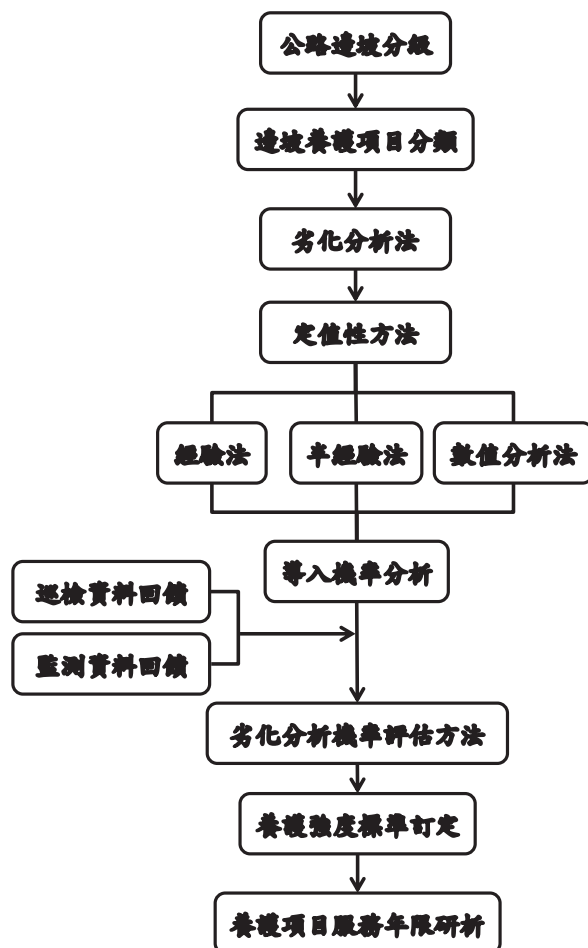 公路邊坡分級
邊坡養護項目分類
劣化分析法
定值性方法
經驗法
半經驗法
數值分析法
導入機率分析
巡檢資料回饋
監測資料回饋
劣化分析機率評估方法
養護強度標準訂定
養護項目服務年限研析